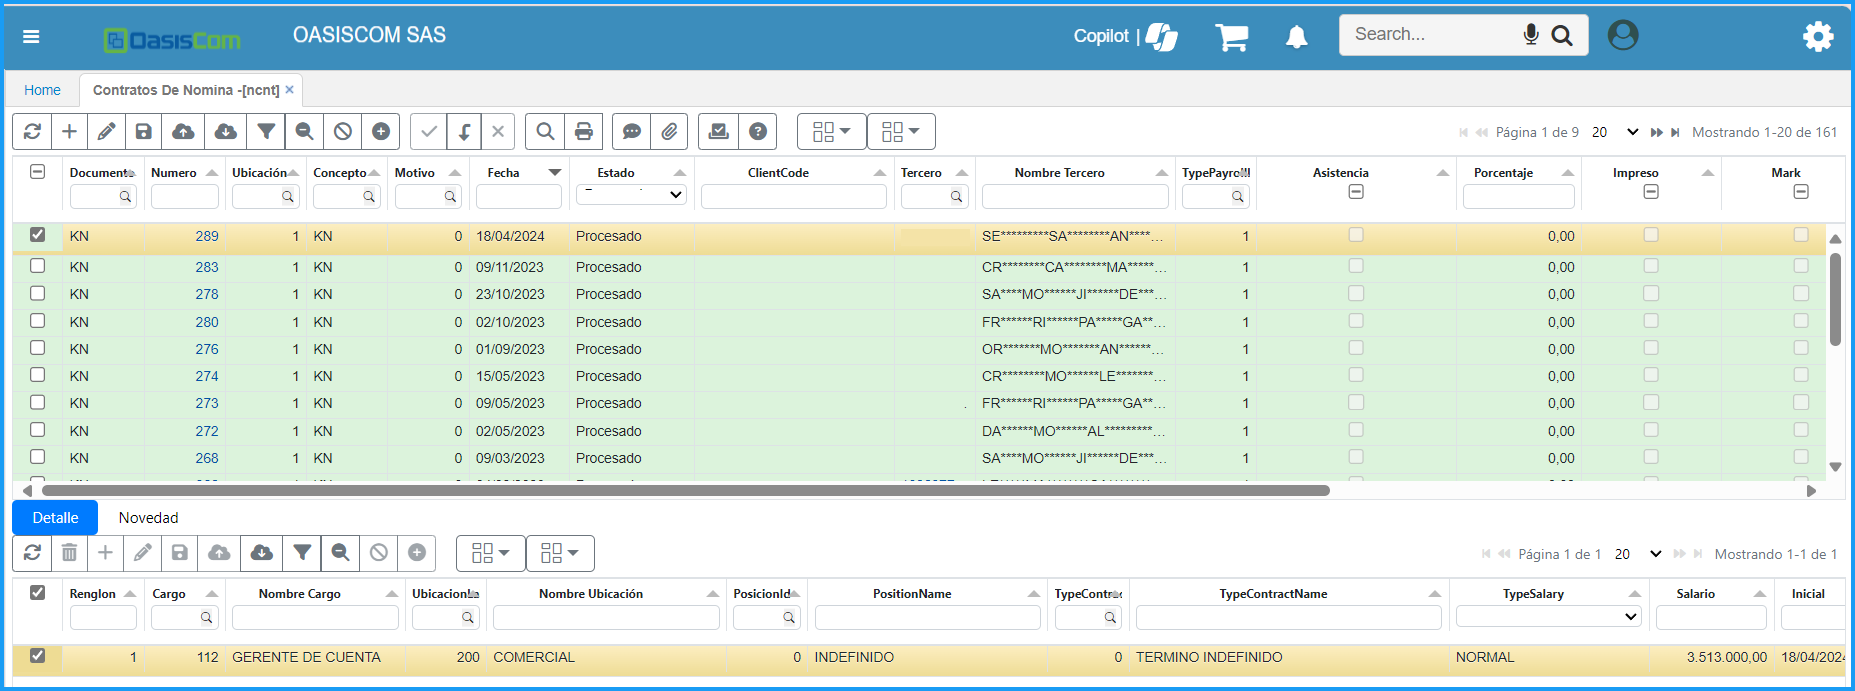 OasisCom OASISCOM SAS Copilot | Search...
Home Contratos De Nomina -[ncnt] ×
Página 1 de 9 20 Mostrando 1-20 de 161
Documento Numero Ubicación Concepto Motivo Fecha Estado ClientCode Tercero Nombre Tercero TypePayroll Asistencia Porcentaje Impreso Mark
KN 289 1 KN 0 18/04/2024 Procesado SE*********SA********AN****... 1 0,00
KN 283 1 KN 0 09/11/2023 Procesado CR********CA********MA*****... 1 0,00
KN 278 1 KN 0 23/10/2023 Procesado SA****MO******JI******DE***... 1 0,00
KN 280 1 KN 0 02/10/2023 Procesado FR******RI******PA*****GA**... 1 0,00
KN 276 1 KN 0 01/09/2023 Procesado OR*******MO*******AN******... 1 0,00
KN 274 1 KN 0 15/05/2023 Procesado CR********MO******LE*******... 1 0,00
KN 273 1 KN 0 09/05/2023 Procesado FR******RI******PA*****GA**... 1 0,00
KN 272 1 KN 0 02/05/2023 Procesado DA******MO******AL*********... 1 0,00
KN 268 1 KN 0 09/03/2023 Procesado SA****MO******JI******DE***... 1 0,00
Detalle Novedad
Página 1 de 1 20 Mostrando 1-1 de 1
Renglon Cargo Nombre Cargo Nombre Ubicación PosicionId PositionName TypeContractName TypeSalary Salario Inicial
1 112 GERENTE DE CUENTA 200 COMERCIAL 0 INDEFINIDO 0 TERMINO INDEFINIDO NORMAL 3.513.000,00 18/04/2024